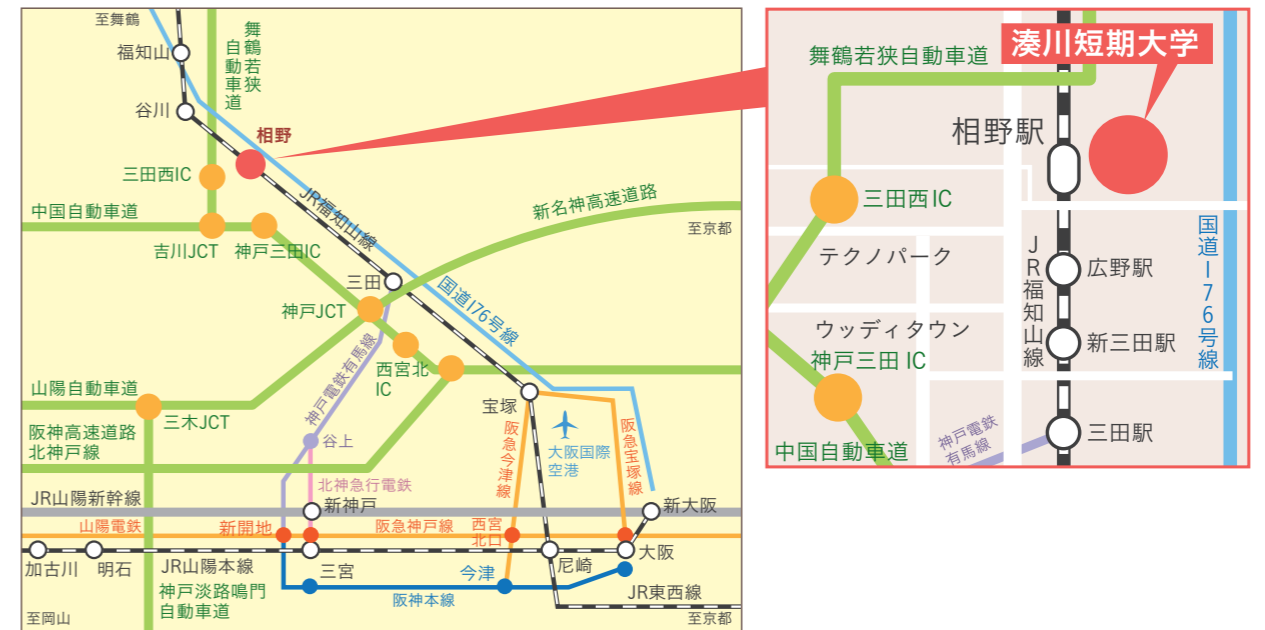 至舞鶴
福知山
舞鶴若狭
自動車道
谷川
相野
三田西IC
JR福知山線
中国自動車道
新名神高速道路
至京都
吉川JCT
神戸三田IC
三田
神戸JCT
国道176号線
神戸電鉄有馬線
西宮北
IC
山陽自動車道
三木JCT
宝塚
阪神高速道路
北神戸線
谷上
阪急今津線
大阪国際
空港
阪急宝塚線
北神急行電鉄
JR山陽新幹線
新神戸
新大阪
山陽電鉄
新開地
阪急神戸線
西宮
北口
加古川
明石
JR山陽本線
三宮
今津
尼崎
大阪
神戸淡路鳴門
自動車道
阪神本線
JR東西線
至岡山
至京都
湊川短期大学
舞鶴若狭自動車道
相野駅
三田西IC
テクノパーク
JR福知山線
広野駅
国道176号線
ウッディタウン
新三田駅
神戸三田 IC
三田駅
神戸電鉄
有馬線
中国自動車道